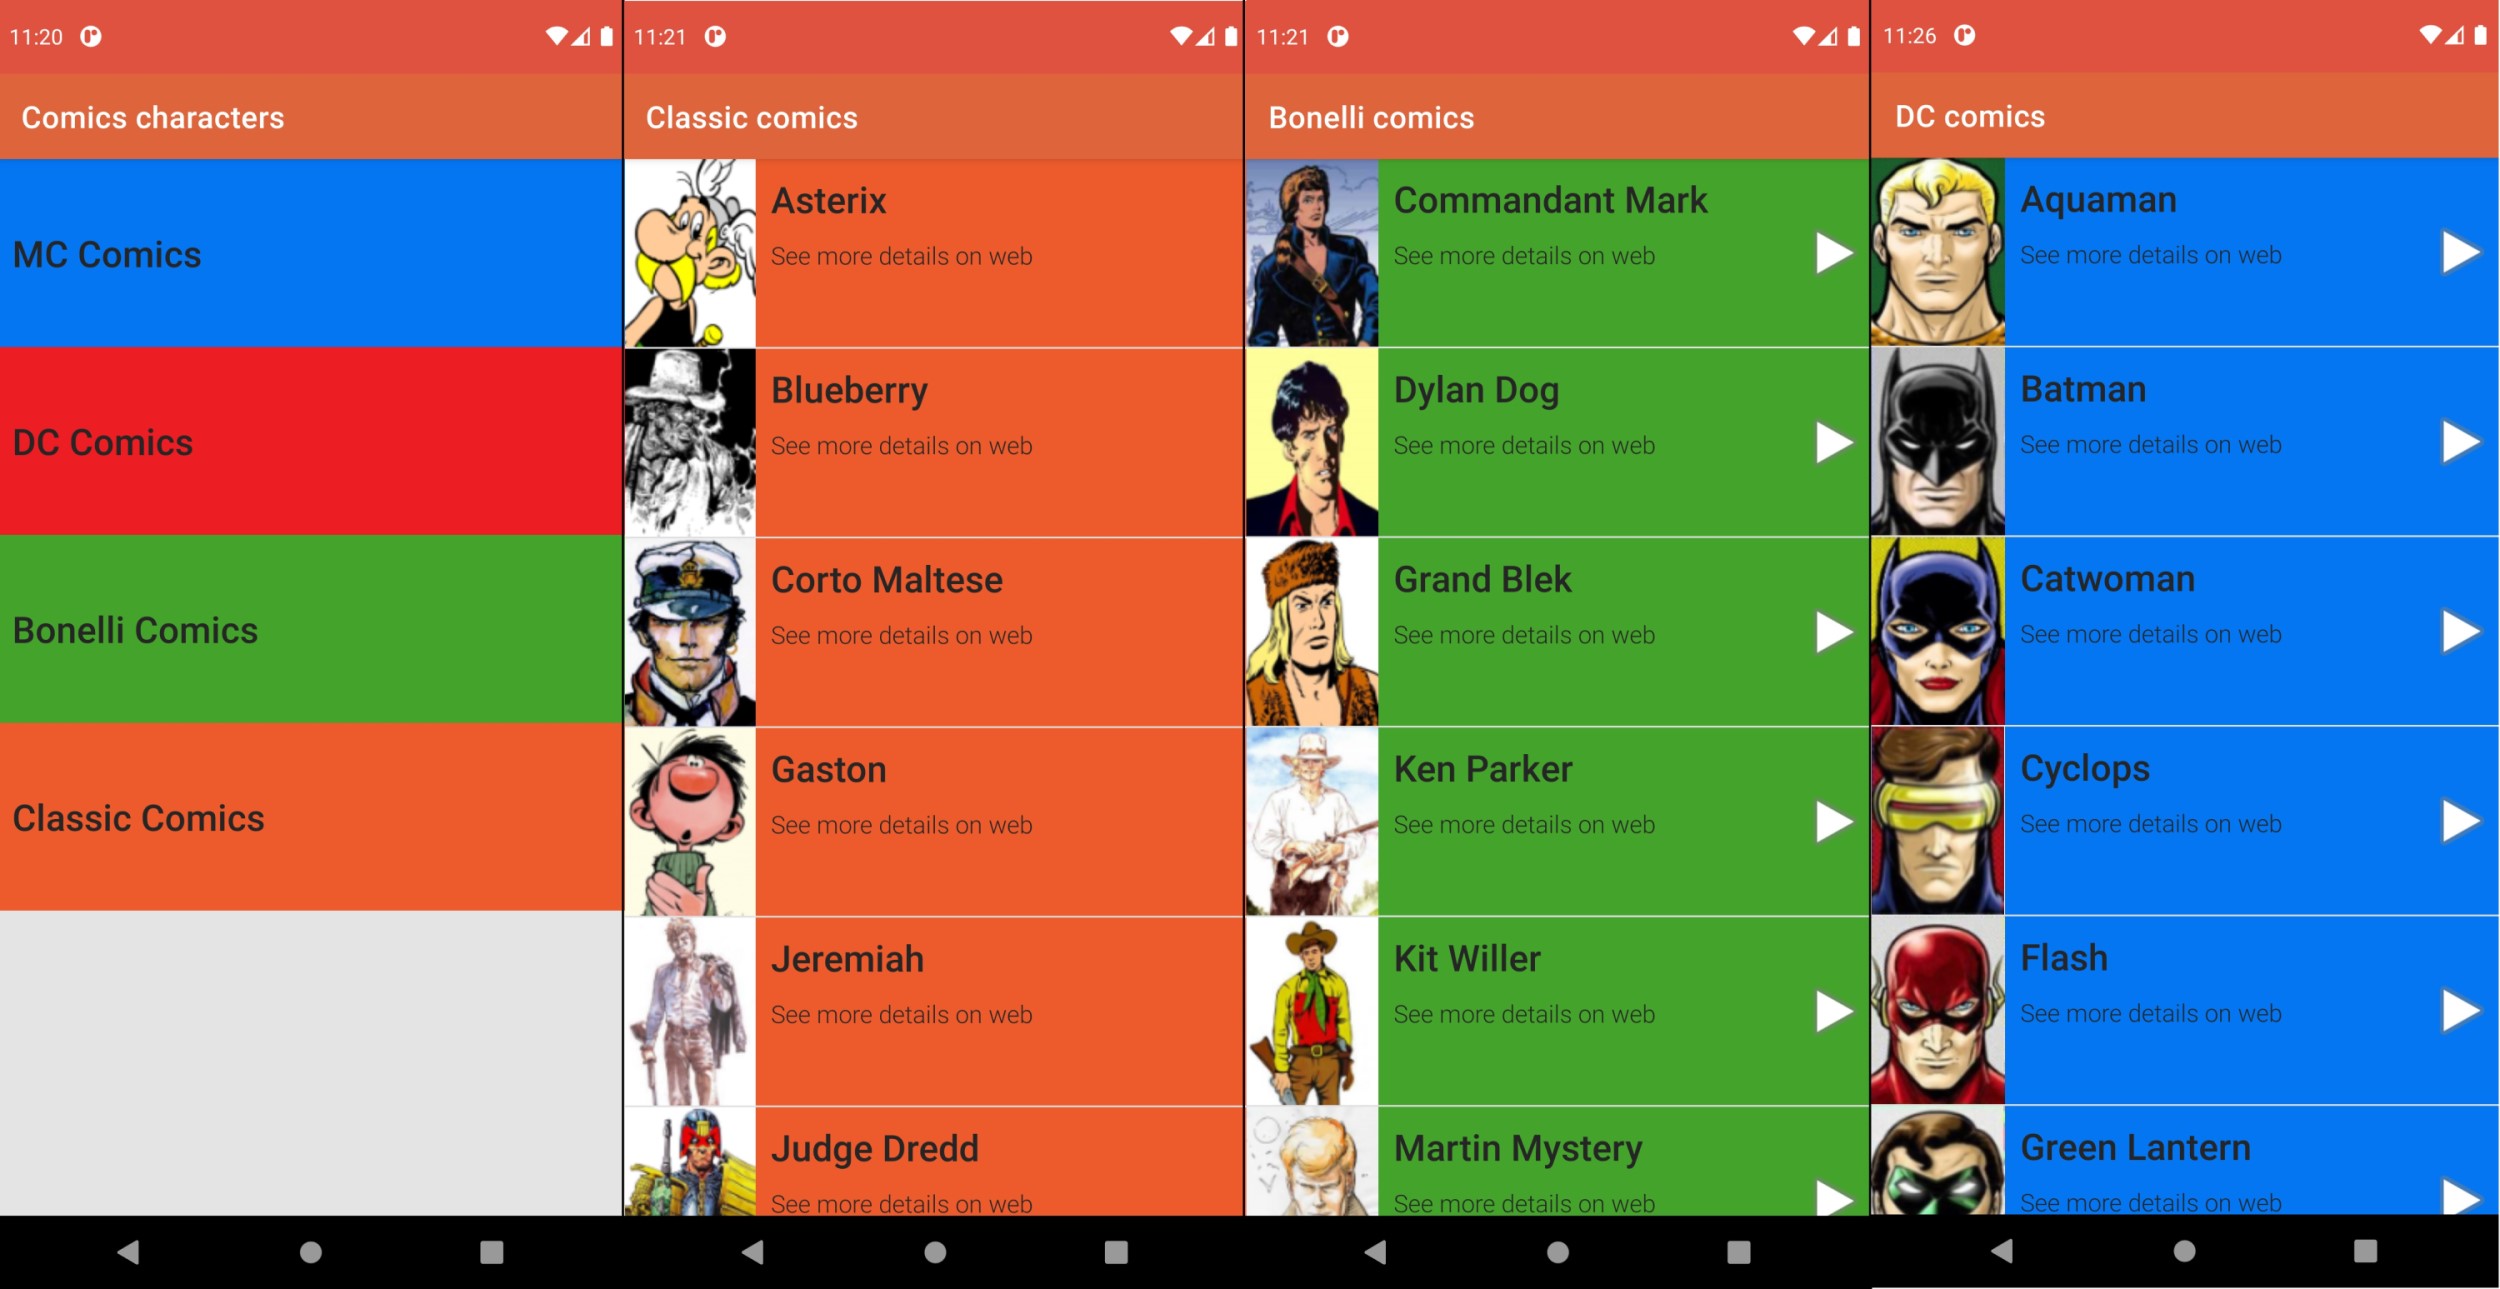 11:20
Comics characters
MC Comics
DC Comics
Bonelli Comics
Classic Comics
11:21
Classic comics
Asterix
See more details on web
Blueberry
See more details on web
Corto Maltese
See more details on web
Gaston
See more details on web
Jeremiah
See more details on web
Judge Dredd
See more details on web
11:21
Bonelli comics
Commandant Mark
See more details on web
Dylan Dog
See more details on web
Grand Blek
See more details on web
Ken Parker
See more details on web
Kit Willer
See more details on web
Martin Mystery
See more details on web
11:26
DC comics
Aquaman
See more details on web
Batman
See more details on web
Catwoman
See more details on web
Cyclops
See more details on web
Flash
See more details on web
Green Lantern
See more details on web